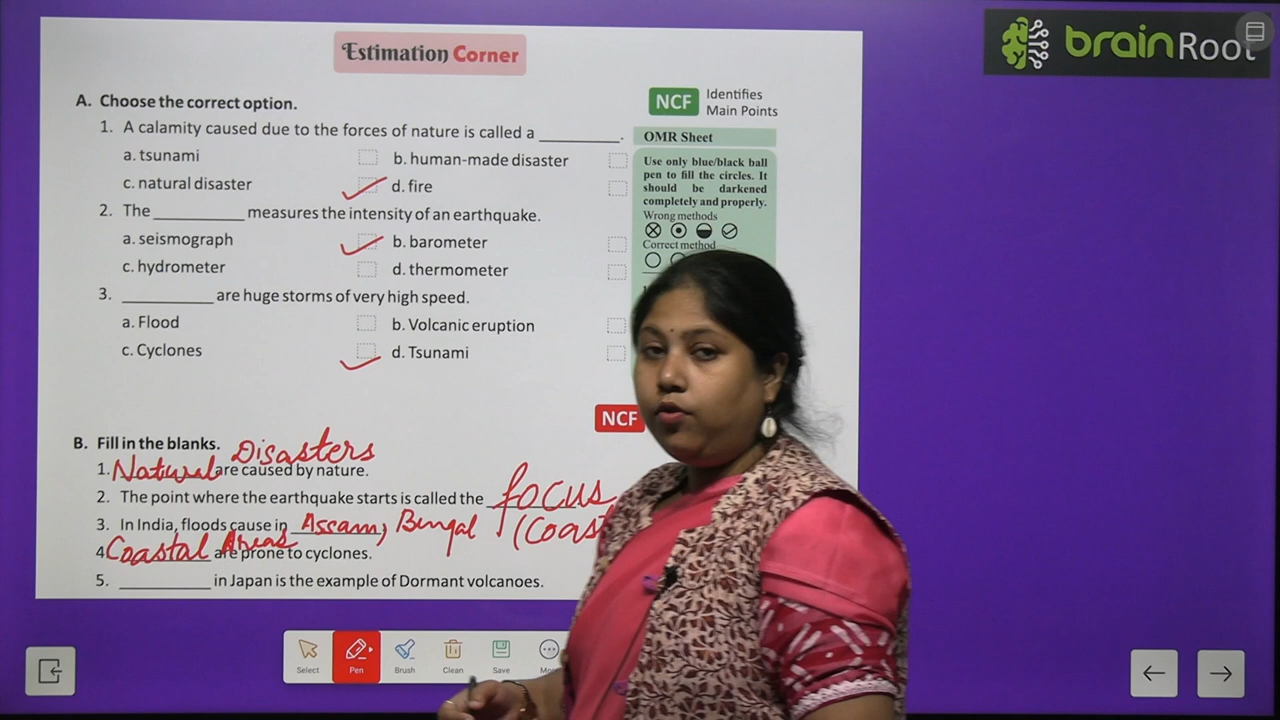 Estimation Corner
brainRoot
A. Choose the correct option.
NCF Identifies
Main Points
1. A calamity caused due to the forces of nature is called a __________.
a. tsunami b. human-made disaster
c. natural disaster d. fire
2. The __________ measures the intensity of an earthquake.
a. seismograph b. barometer
c. hydrometer d. thermometer
3. __________ are huge storms of very high speed.
a. Flood b. Volcanic eruption
c. Cyclones d. Tsunami
OMR Sheet
Use only blue/black ball
pen to fill the circles. It
should be darkened
completely and properly.
Wrong methods
Correct method
NCF
B. Fill in the blanks.
Disasters
1. Natural are caused by nature.
2. The point where the earthquake starts is called the focus
3. In India, floods cause in Assam, Bengal (Coast
4 Coastal Areas are prone to cyclones.
5. __________ in Japan is the example of Dormant volcanoes.
Select Pen Brush Clean Save